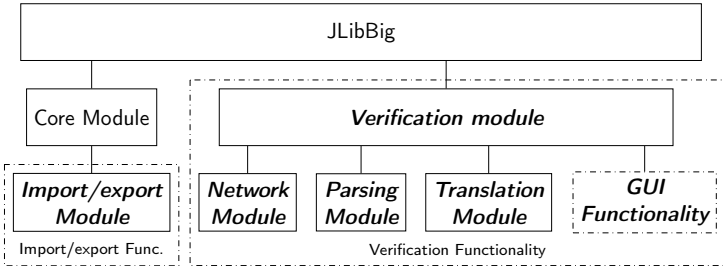 JLibBig
Core Module
Verification module
Import/export
Module
Network
Module
Parsing
Module
Translation
Module
GUI
Functionality
Import/export Func.
Verification Functionality